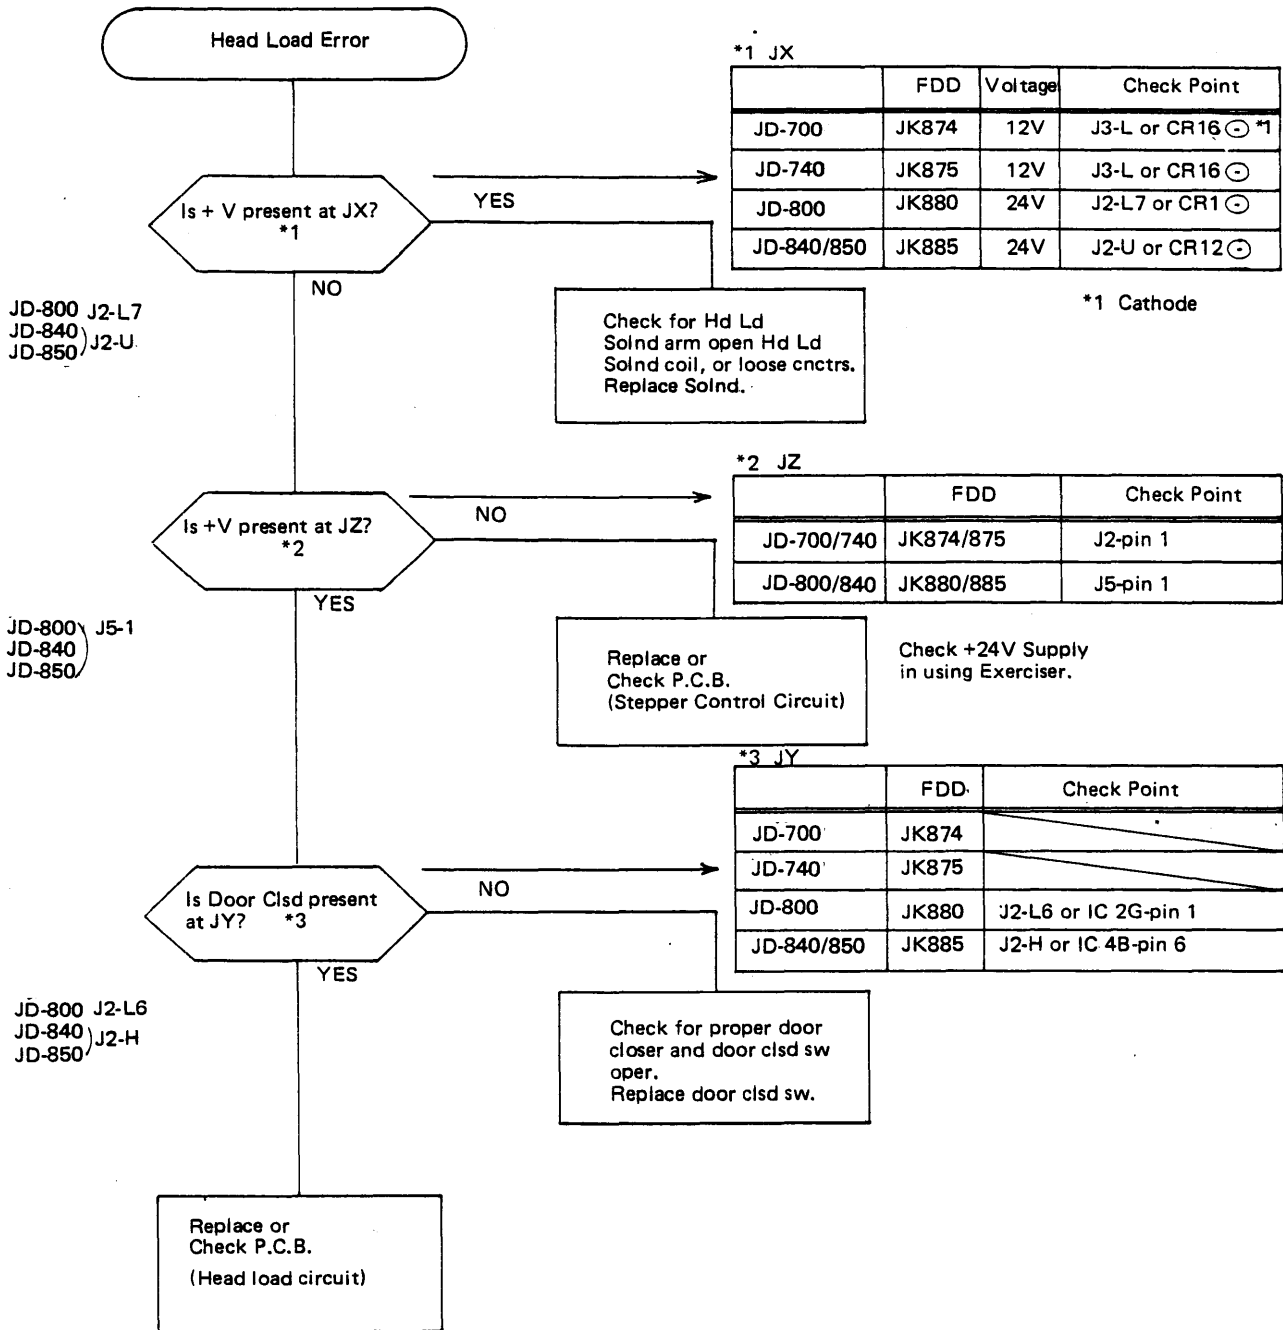 Head Load Error
*1 JX
FDD Voltage Check Point
JD-700 JK874 12V J3-L or CR16 ⊖ *1
JD-740 JK875 12V J3-L or CR16 ⊖
JD-800 JK880 24V J2-L7 or CR1 ⊖
JD-840/850 JK885 24V J2-U or CR12 ⊖
*1 Cathode
Is + V present at JX?
*1
YES
NO
JD-800 J2-L7
JD-840
JD-850 ) J2-U
Check for Hd Ld
Solnd arm open Hd Ld
Solnd coil, or loose cnctrs.
Replace Solnd.
*2 JZ
FDD Check Point
JD-700/740 JK874/875 J2-pin 1
JD-800/840 JK880/885 J5-pin 1
Is +V present at JZ?
*2
NO
YES
JD-800 ) J5-1
JD-840
JD-850
Replace or
Check P.C.B.
(Stepper Control Circuit)
Check +24V Supply
in using Exerciser.
*3 JY
FDD Check Point
JD-700 JK874
JD-740 JK875
JD-800 JK880 J2-L6 or IC 2G-pin 1
JD-840/850 JK885 J2-H or IC 4B-pin 6
Is Door Clsd present
at JY? *3
NO
YES
JD-800 J2-L6
JD-840
JD-850 ) J2-H
Check for proper door
closer and door clsd sw
oper.
Replace door clsd sw.
Replace or
Check P.C.B.
(Head load circuit)